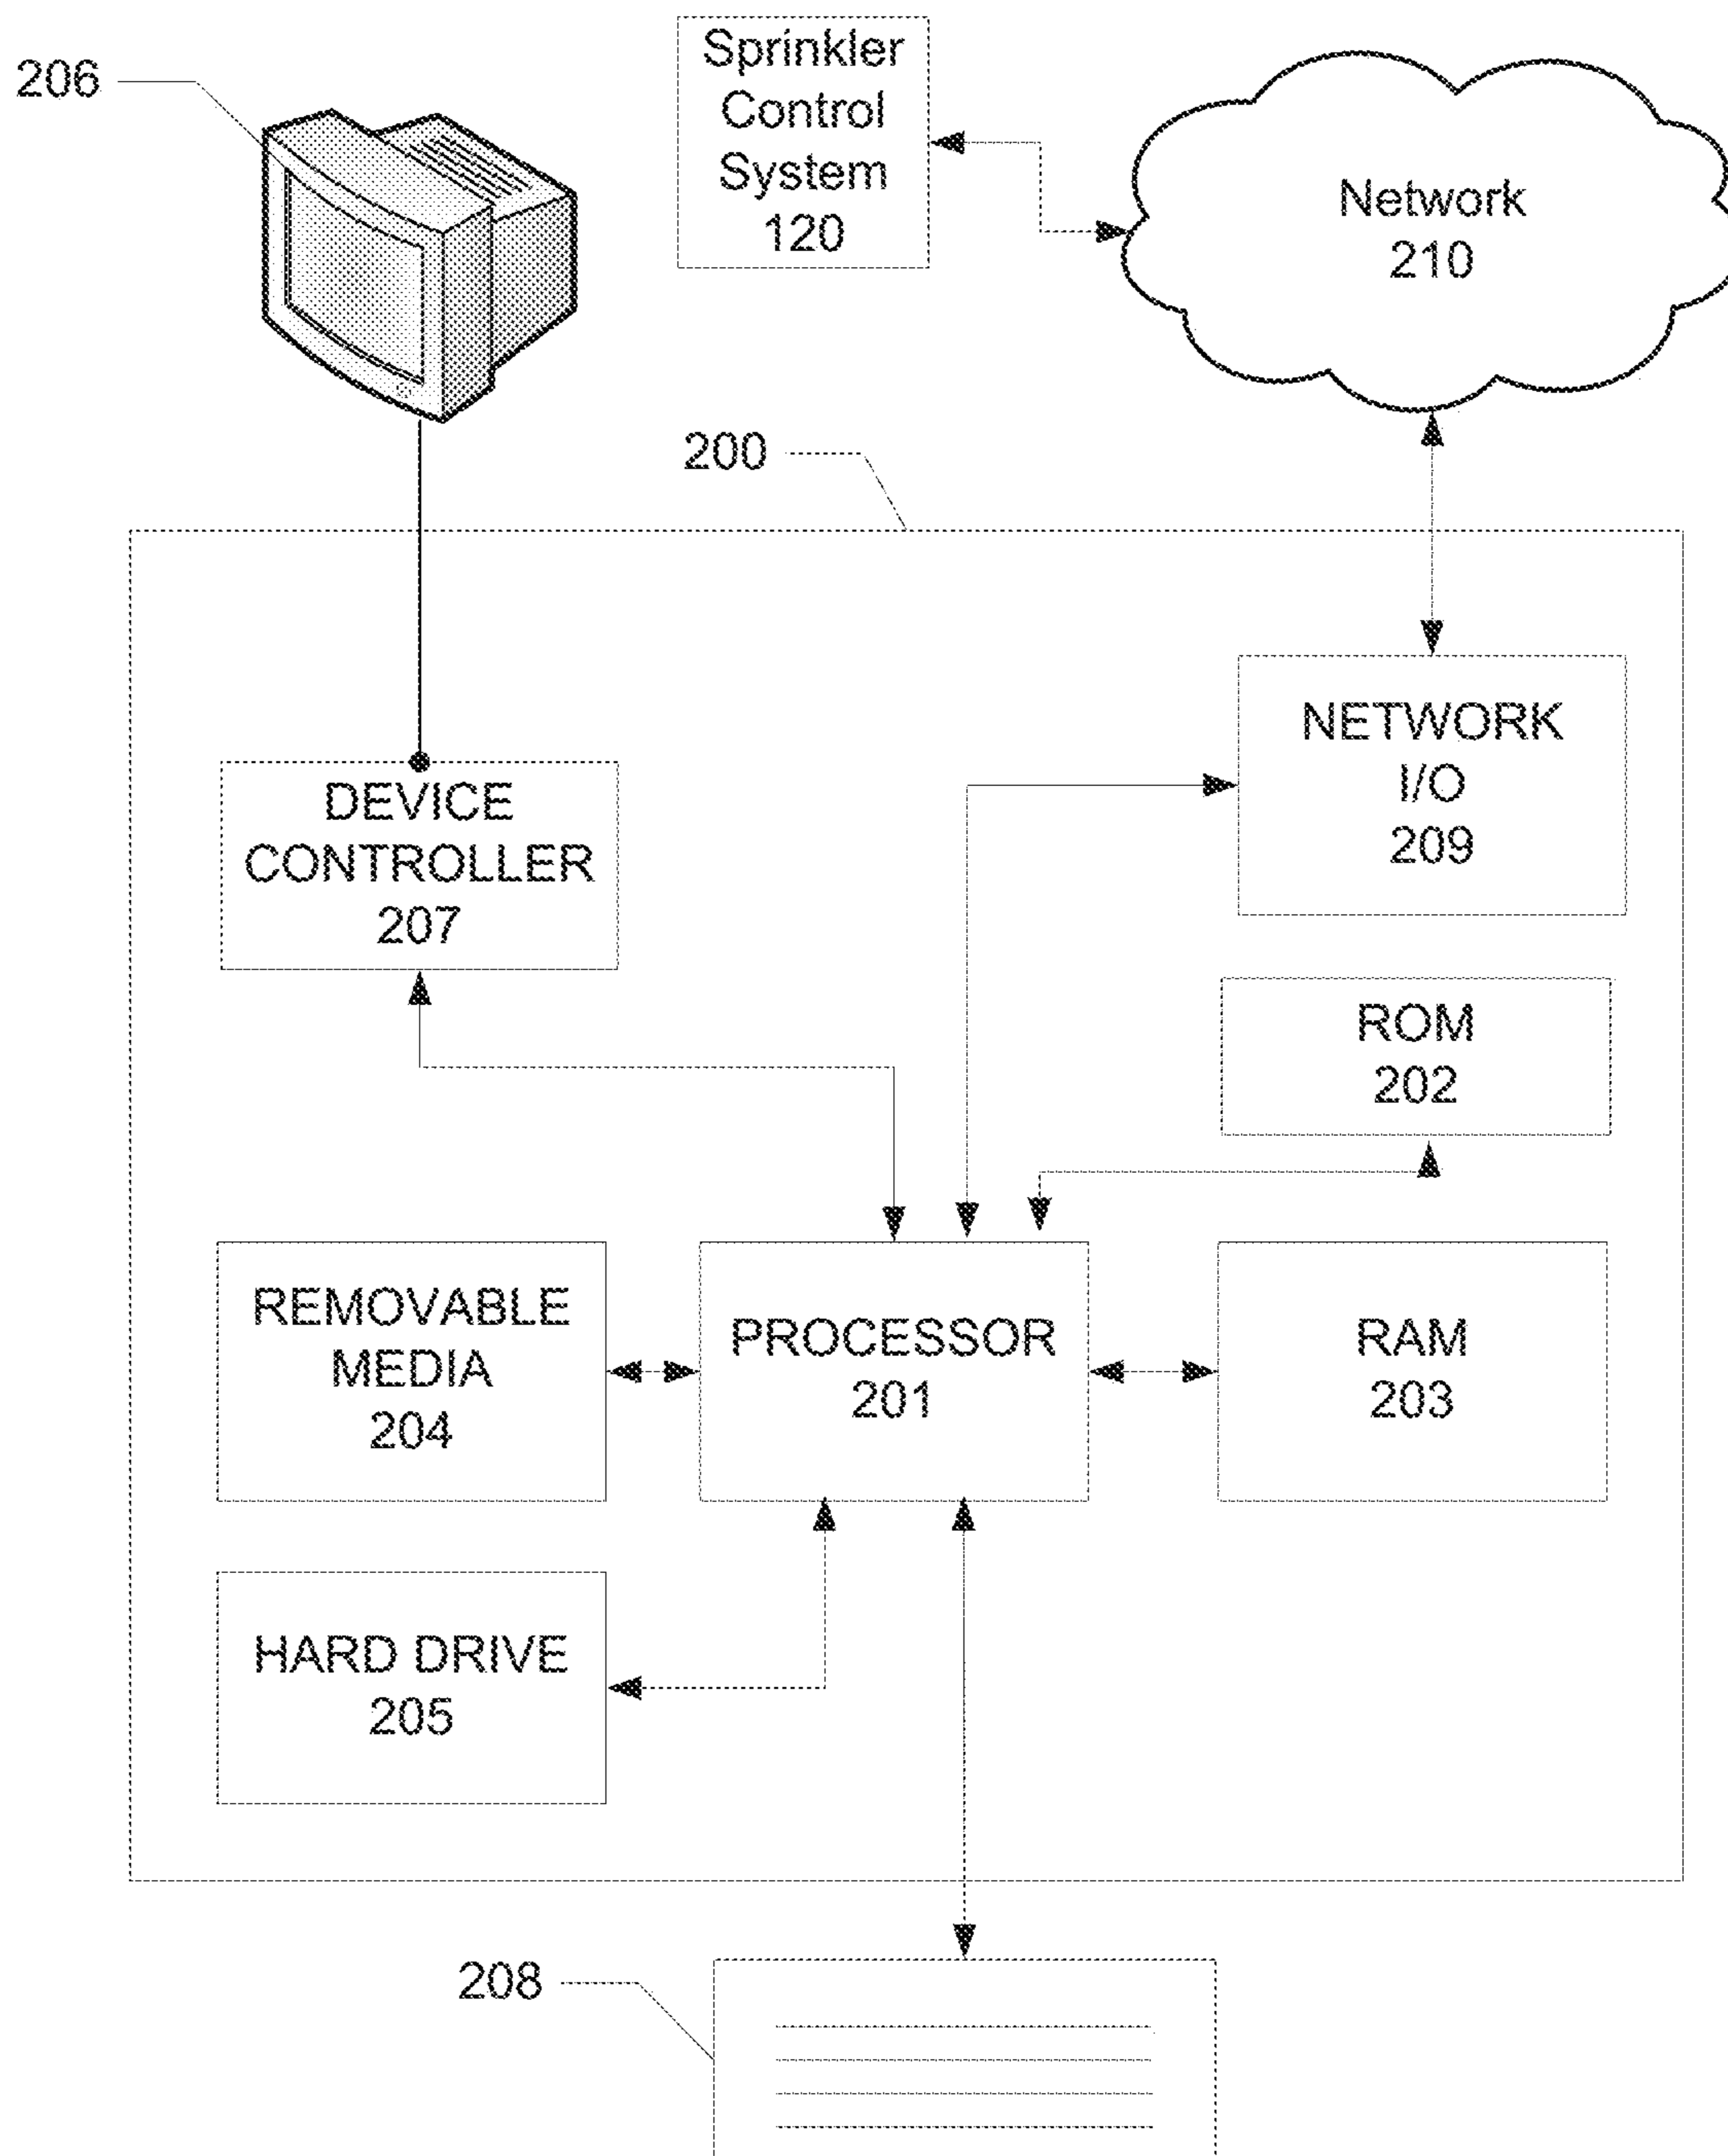 206
Sprinkler
Control
System
120
Network
210
200
DEVICE
CONTROLLER
207
NETWORK
I/O
209
ROM
202
REMOVABLE
MEDIA
204
PROCESSOR
201
RAM
203
HARD DRIVE
205
208